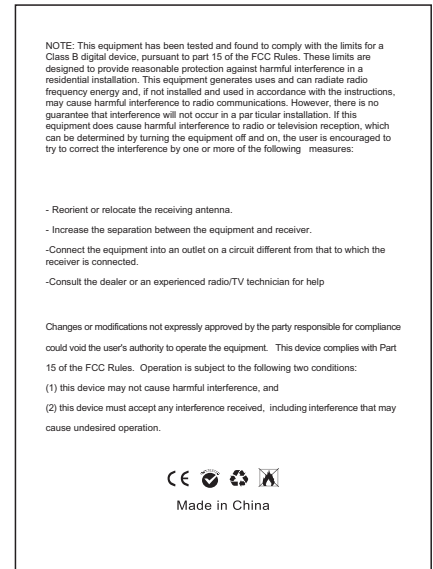 NOTE: This equipment has been tested and found to comply with the limits for a
Class B digital device, pursuant to part 15 of the FCC Rules. These limits are
designed to provide reasonable protection against harmful interference in a
residential installation. This equipment generates uses and can radiate radio
frequency energy and, if not installed and used in accordance with the instructions,
may cause harmful interference to radio communications. However, there is no
guarantee that interference will not occur in a par ticular installation. If this
equipment does cause harmful interference to radio or television reception, which
can be determined by turning the equipment off and on, the user is encouraged to
try to correct the interference by one or more of the following measures:
- Reorient or relocate the receiving antenna.
- Increase the separation between the equipment and receiver.
-Connect the equipment into an outlet on a circuit different from that to which the
receiver is connected.
-Consult the dealer or an experienced radio/TV technician for help
Changes or modifications not expressly approved by the party responsible for compliance
could void the user's authority to operate the equipment. This device complies with Part
15 of the FCC Rules. Operation is subject to the following two conditions:
(1) this device may not cause harmful interference, and
(2) this device must accept any interference received, including interference that may
cause undesired operation.
CE
Made in China